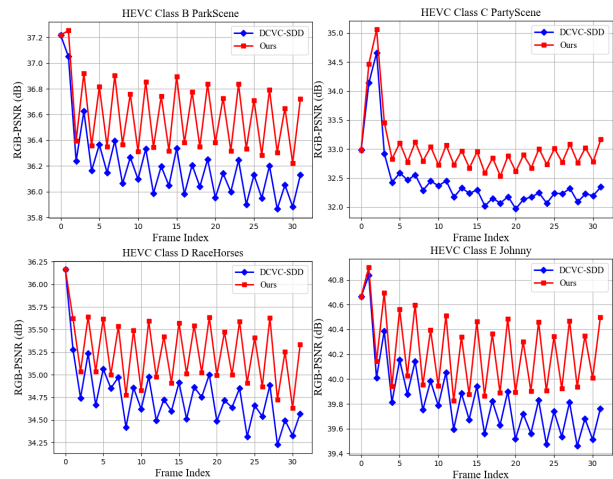 HEVC Class B ParkScene
DCVC-SDD
Ours
RGB-PSNR (dB)
37.2
37.0
36.8
36.6
36.4
36.2
36.0
35.8
0 5 10 15 20 25 30
Frame Index
HEVC Class C PartyScene
DCVC-SDD
Ours
RGB-PSNR (dB)
35.0
34.5
34.0
33.5
33.0
32.5
32.0
0 5 10 15 20 25 30
Frame Index
HEVC Class D RaceHorses
DCVC-SDD
Ours
RGB-PSNR (dB)
36.25
36.00
35.75
35.50
35.25
35.00
34.75
34.50
34.25
0 5 10 15 20 25 30
Frame Index
HEVC Class E Johnny
DCVC-SDD
Ours
RGB-PSNR (dB)
40.8
40.6
40.4
40.2
40.0
39.8
39.6
39.4
0 5 10 15 20 25 30
Frame Index